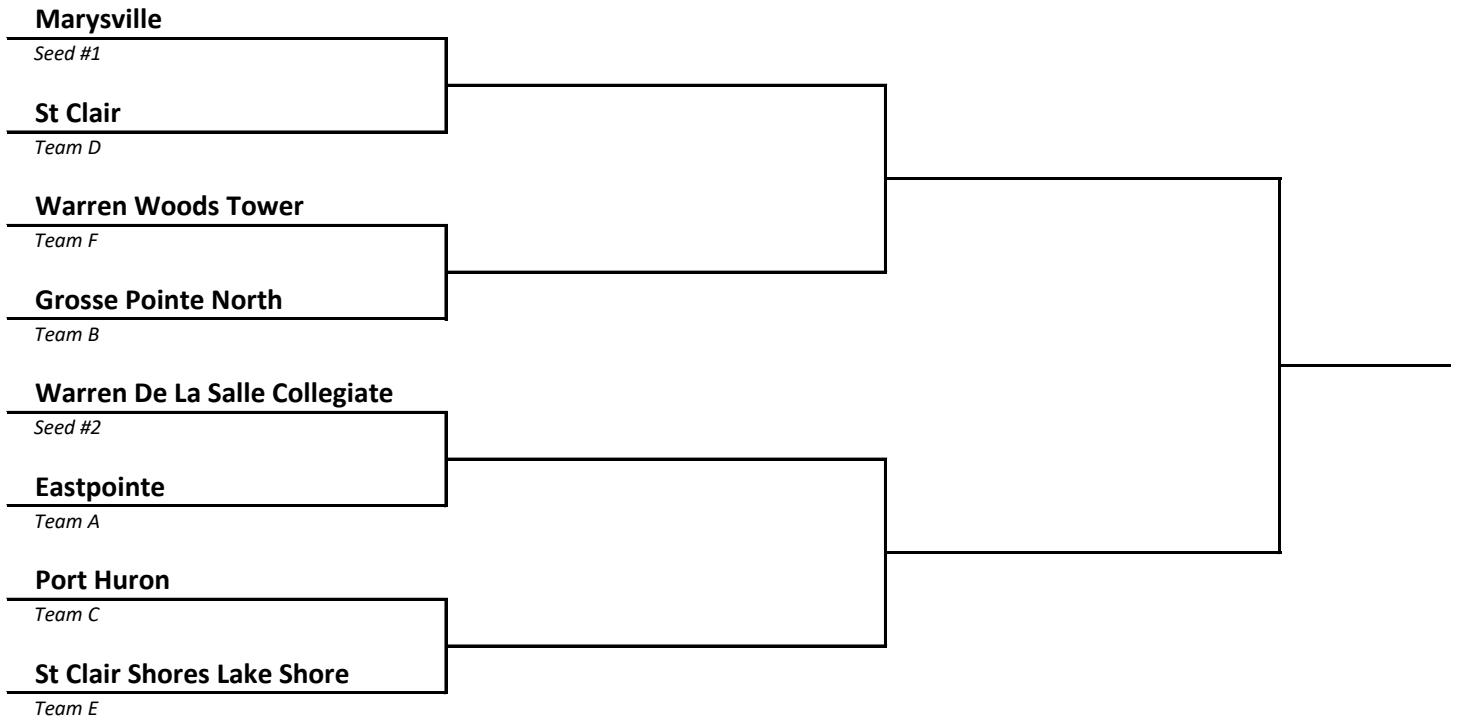 Marysville
Seed #1
St Clair
Team D
Warren Woods Tower
Team F
Grosse Pointe North
Team B
Warren De La Salle Collegiate
Seed #2
Eastpointe
Team A
Port Huron
Team C
St Clair Shores Lake Shore
Team E